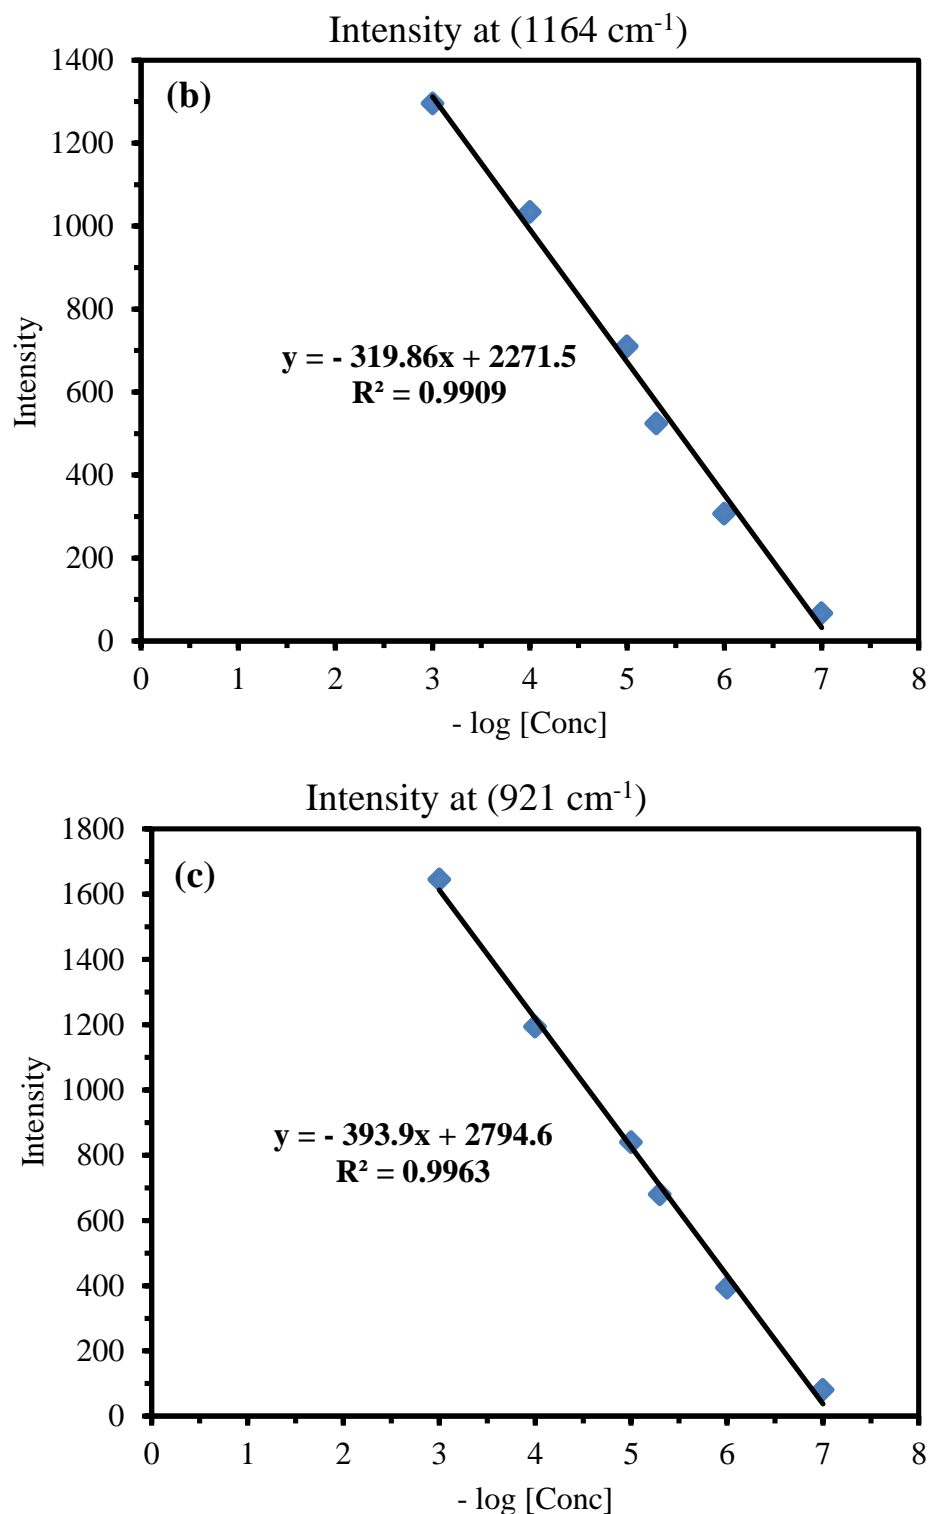 Intensity at (1164 cm⁻¹)
(b)
1400
1200
1000
800
600
400
200
0
Intensity
y = - 319.86x + 2271.5
R² = 0.9909
0 1 2 3 4 5 6 7 8
- log [Conc]
Intensity at (921 cm⁻¹)
(c)
1800
1600
1400
1200
1000
800
600
400
200
0
Intensity
y = - 393.9x + 2794.6
R² = 0.9963
0 1 2 3 4 5 6 7 8
- log [Conc]